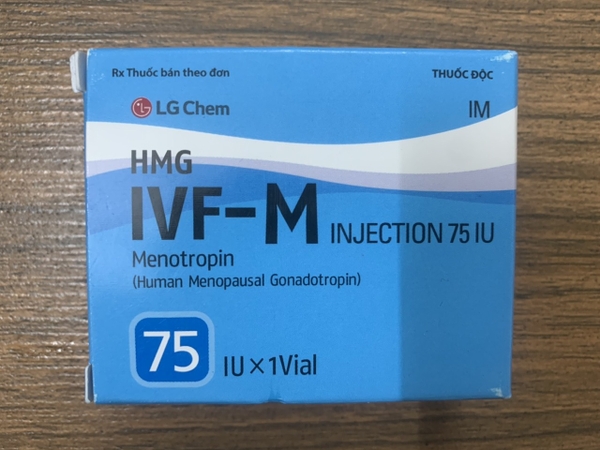 Rx Thuốc bán theo đơn
THUỐC ĐỘC
LG Chem
IM
HMG
IVF-M INJECTION 75 IU
Menotropin
(Human Menopausal Gonadotropin)
75 IU × 1Vial